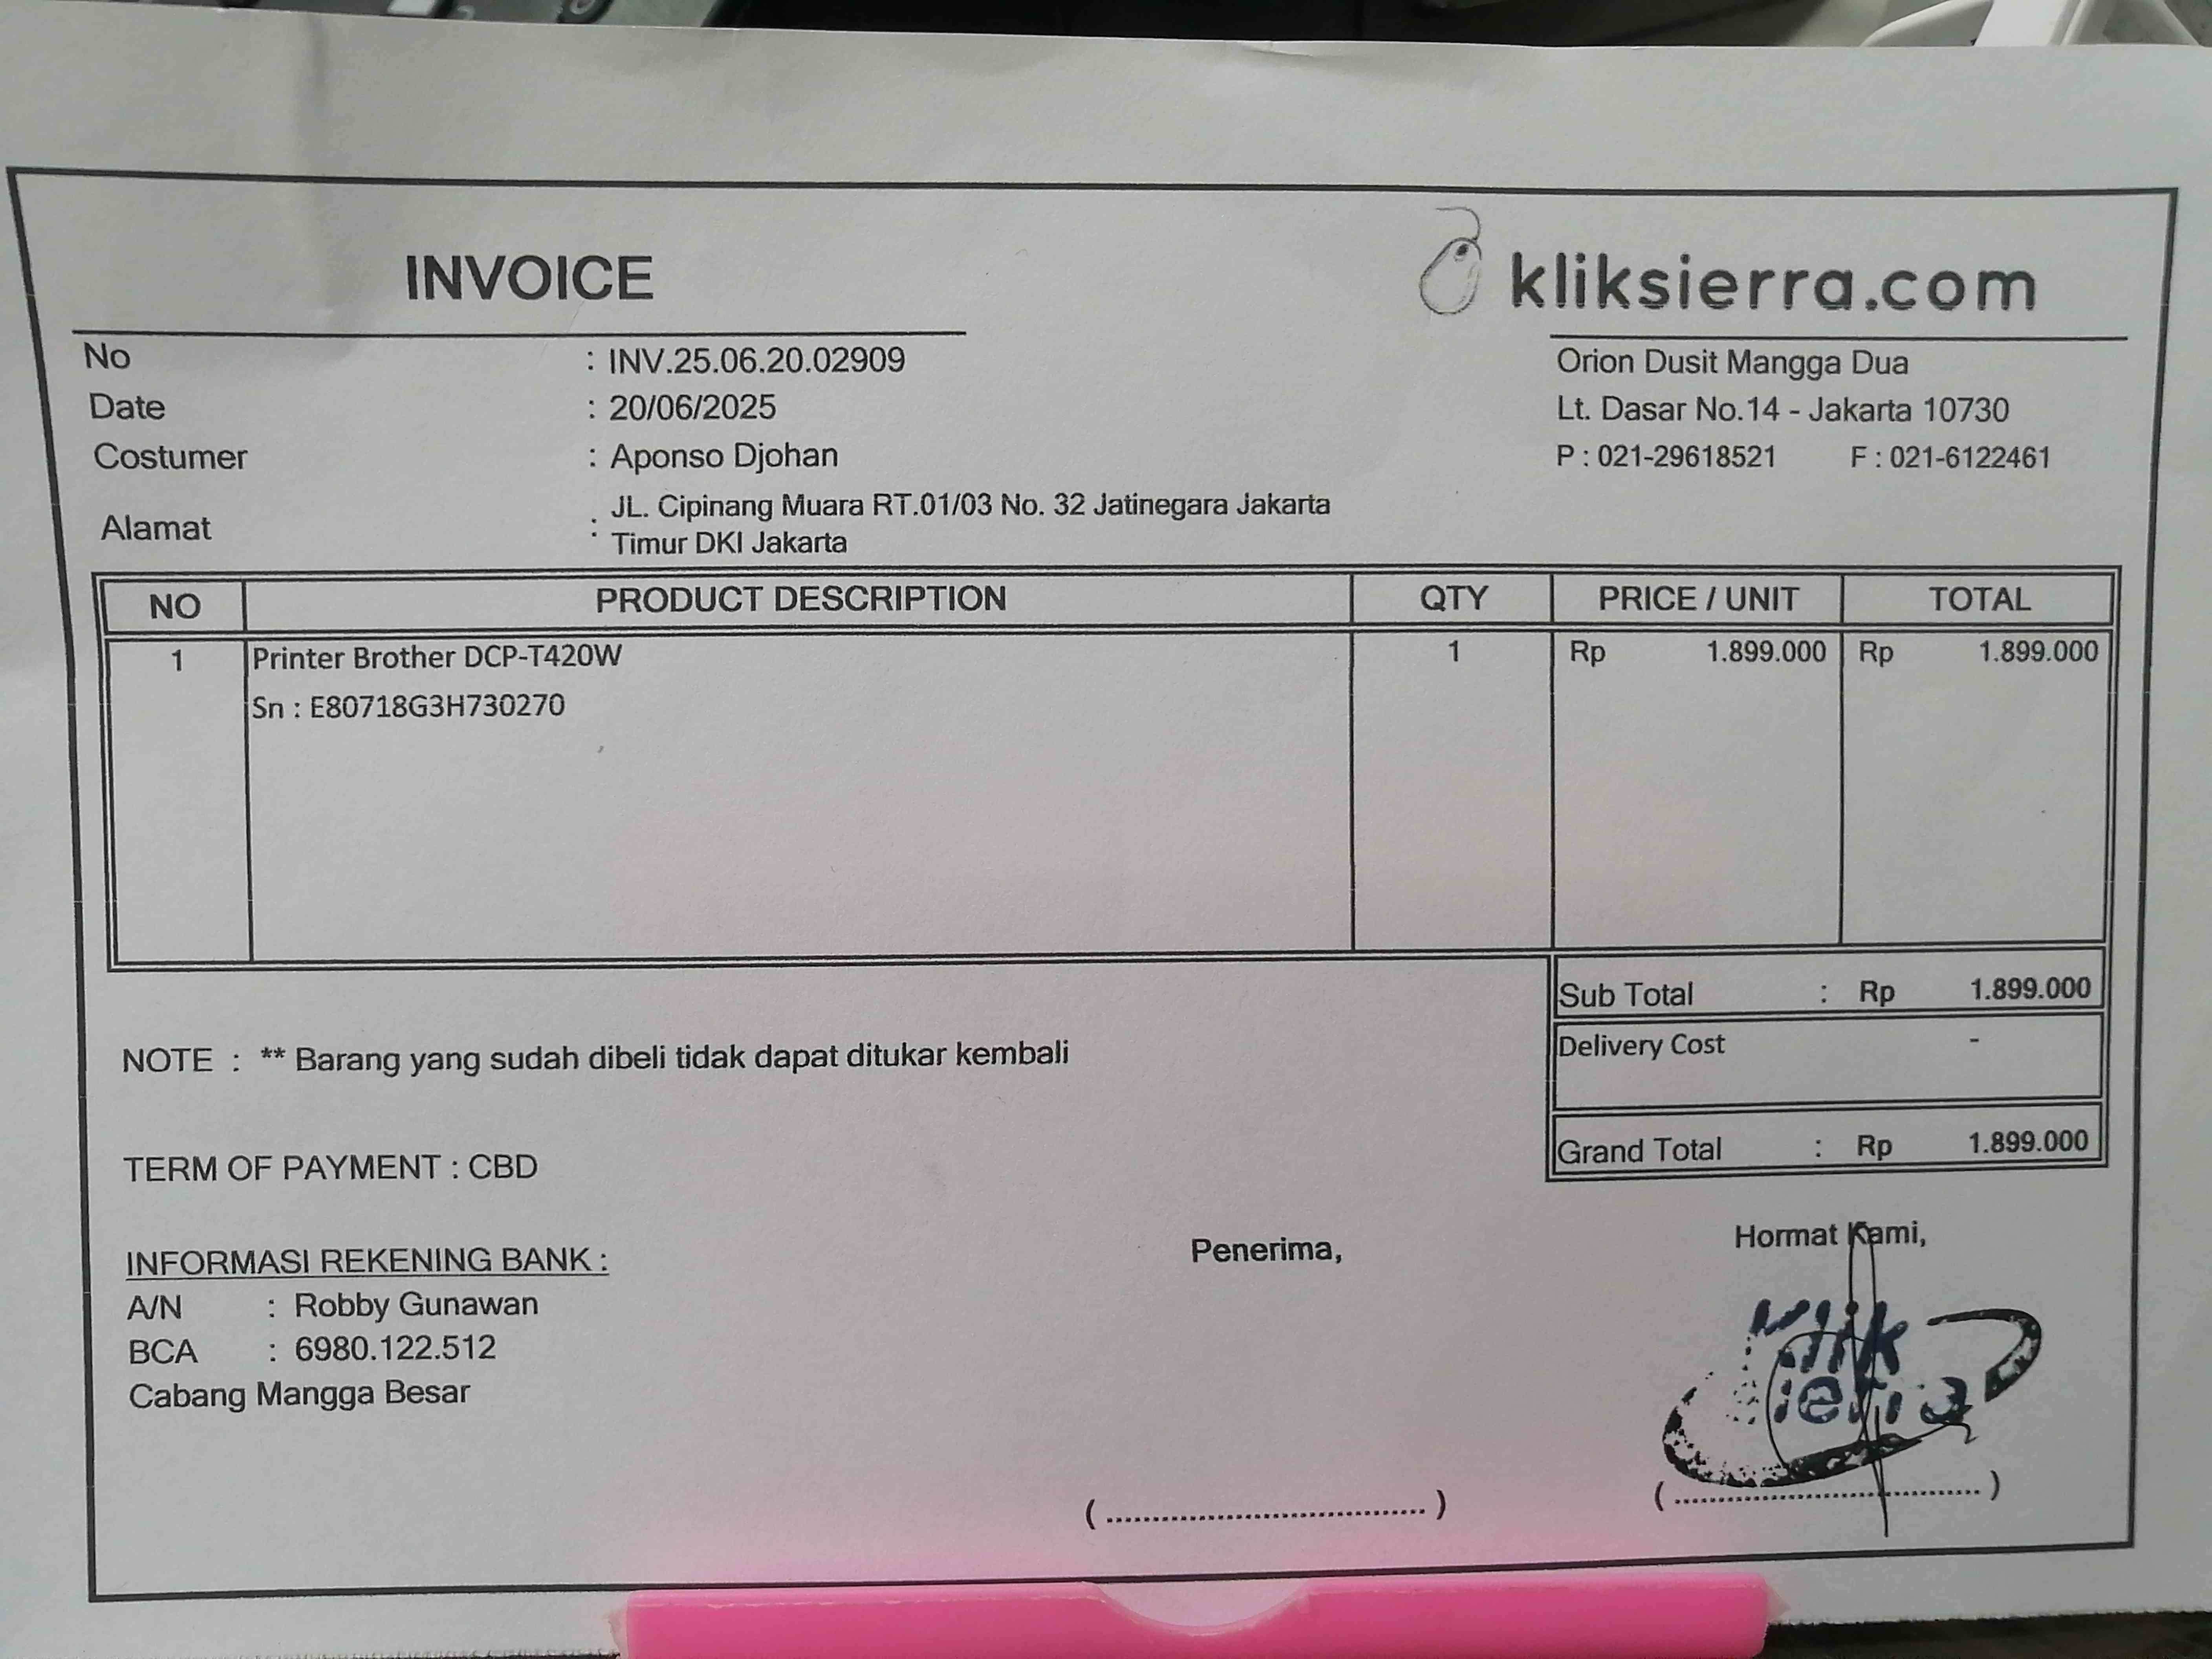 INVOICE
kliksierra.com
No : INV.25.06.20.02909
Date : 20/06/2025
Costumer : Aponso Djohan
Alamat : JL. Cipinang Muara RT.01/03 No. 32 Jatinegara Jakarta
Timur DKI Jakarta
Orion Dusit Mangga Dua
Lt. Dasar No.14 - Jakarta 10730
P : 021-29618521 F : 021-6122461
NO PRODUCT DESCRIPTION QTY PRICE / UNIT TOTAL
1 Printer Brother DCP-T420W 1 Rp 1.899.000 Rp 1.899.000
Sn : E80718G3H730270
Sub Total : Rp 1.899.000
Delivery Cost -
Grand Total : Rp 1.899.000
NOTE : ** Barang yang sudah dibeli tidak dapat ditukar kembali
TERM OF PAYMENT : CBD
INFORMASI REKENING BANK :
A/N : Robby Gunawan
BCA : 6980.122.512
Cabang Mangga Besar
Penerima,
(....................................)
Hormat Kami,
Klik
(....................................)